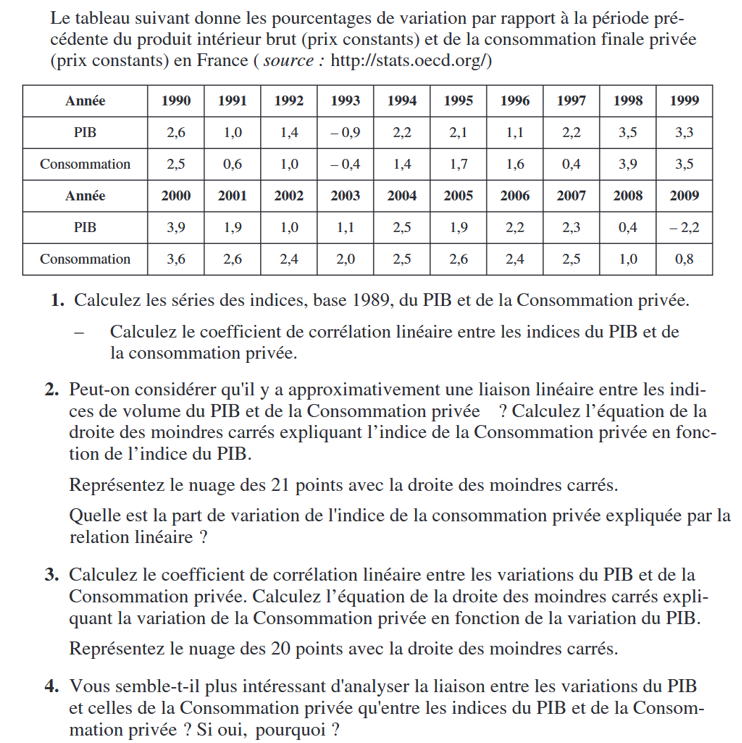 Le tableau suivant donne les pourcentages de variation par rapport à la période pré-
cédente du produit intérieur brut (prix constants) et de la consommation finale privée
(prix constants) en France ( source : http://stats.oecd.org/)
Année 1990 1991 1992 1993 1994 1995 1996 1997 1998 1999
PIB 2,6 1,0 1,4 – 0,9 2,2 2,1 1,1 2,2 3,5 3,3
Consommation 2,5 0,6 1,0 – 0,4 1,4 1,7 1,6 0,4 3,9 3,5
Année 2000 2001 2002 2003 2004 2005 2006 2007 2008 2009
PIB 3,9 1,9 1,0 1,1 2,5 1,9 2,2 2,3 0,4 – 2,2
Consommation 3,6 2,6 2,4 2,0 2,5 2,6 2,4 2,5 1,0 0,8
1. Calculez les séries des indices, base 1989, du PIB et de la Consommation privée.
– Calculez le coefficient de corrélation linéaire entre les indices du PIB et de
la consommation privée.
2. Peut-on considérer qu'il y a approximativement une liaison linéaire entre les indi-
ces de volume du PIB et de la Consommation privée ? Calculez l’équation de la
droite des moindres carrés expliquant l’indice de la Consommation privée en fonc-
tion de l’indice du PIB.
Représentez le nuage des 21 points avec la droite des moindres carrés.
Quelle est la part de variation de l'indice de la consommation privée expliquée par la
relation linéaire ?
3. Calculez le coefficient de corrélation linéaire entre les variations du PIB et de la
Consommation privée. Calculez l’équation de la droite des moindres carrés expli-
quant la variation de la Consommation privée en fonction de la variation du PIB.
Représentez le nuage des 20 points avec la droite des moindres carrés.
4. Vous semble-t-il plus intéressant d'analyser la liaison entre les variations du PIB
et celles de la Consommation privée qu'entre les indices du PIB et de la Consom-
mation privée ? Si oui, pourquoi ?